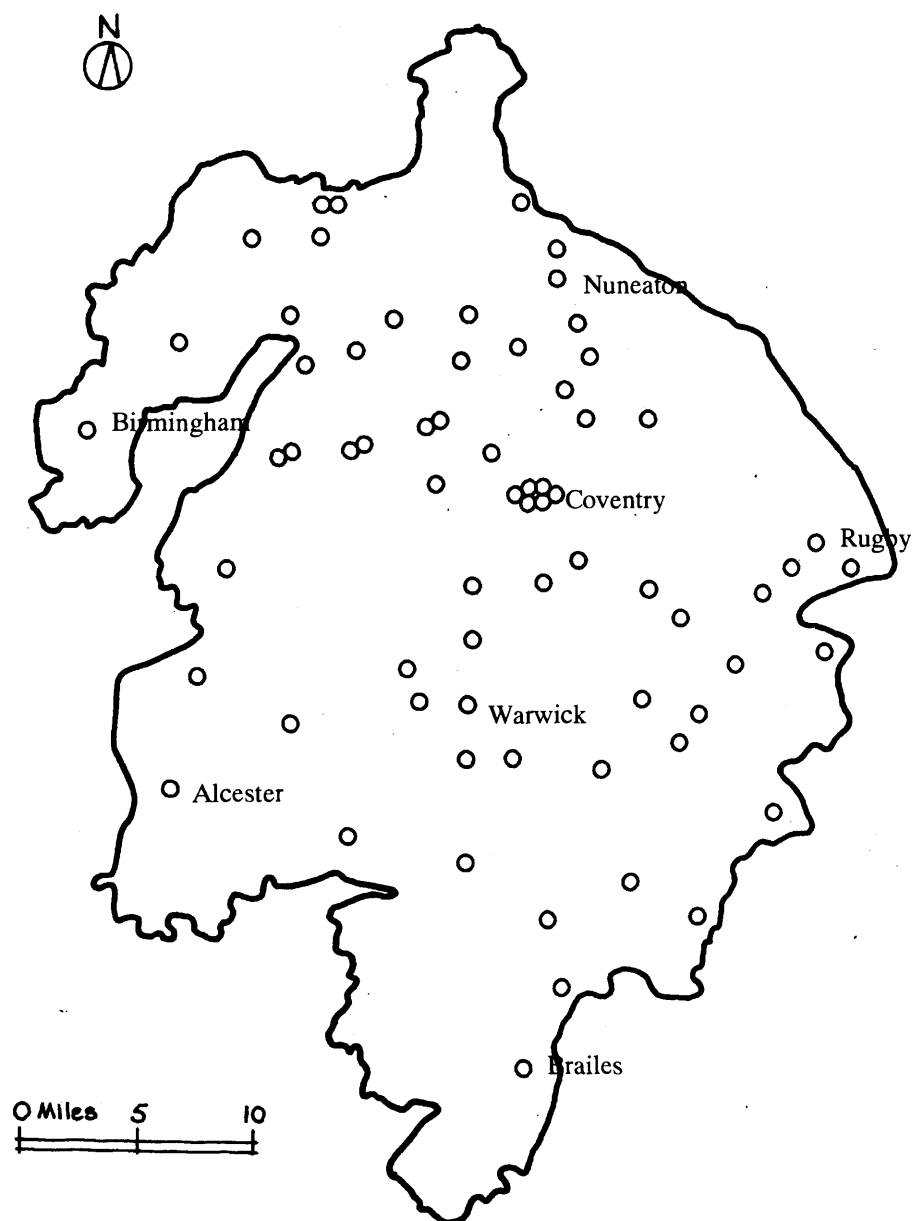 N
Nuneaton
Birmingham
Coventry
Rugby
Warwick
Alcester
Brailes
0 Miles 5 10